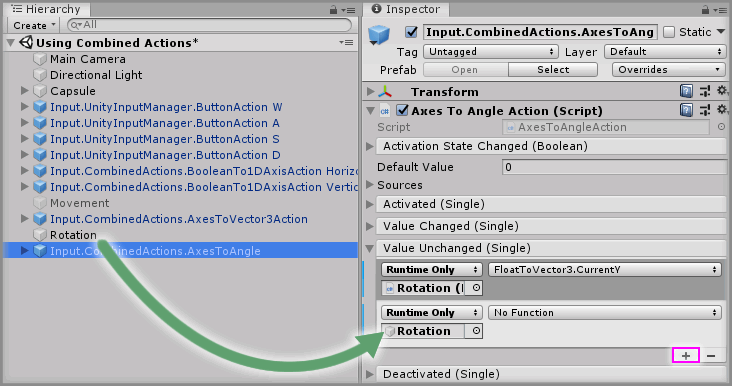 Hierarchy
Create
All
Using Combined Actions*
Main Camera
Directional Light
Capsule
Input.UnityInputManager.ButtonAction W
Input.UnityInputManager.ButtonAction A
Input.UnityInputManager.ButtonAction S
Input.UnityInputManager.ButtonAction D
Input.CombinedActions.BooleanTo1DAxisAction Horizo
Input.CombinedActions.BooleanTo1DAxisAction Vertic
Movement
Input.CombinedActions.AxesToVector3Action
Rotation
Input.CombinedActions.AxesToAngle
Inspector
Input.CombinedActions.AxesToAng
Static
Tag Untagged Layer Default
Prefab Open Select Overrides
Transform
Axes To Angle Action (Script)
Script AxesToAngleAction
Activation State Changed (Boolean)
Default Value 0
Sources
Activated (Single)
Value Changed (Single)
Value Unchanged (Single)
Runtime Only FloatToVector3.CurrentY
Rotation (
Runtime Only No Function
Rotation
+ −
Deactivated (Single)